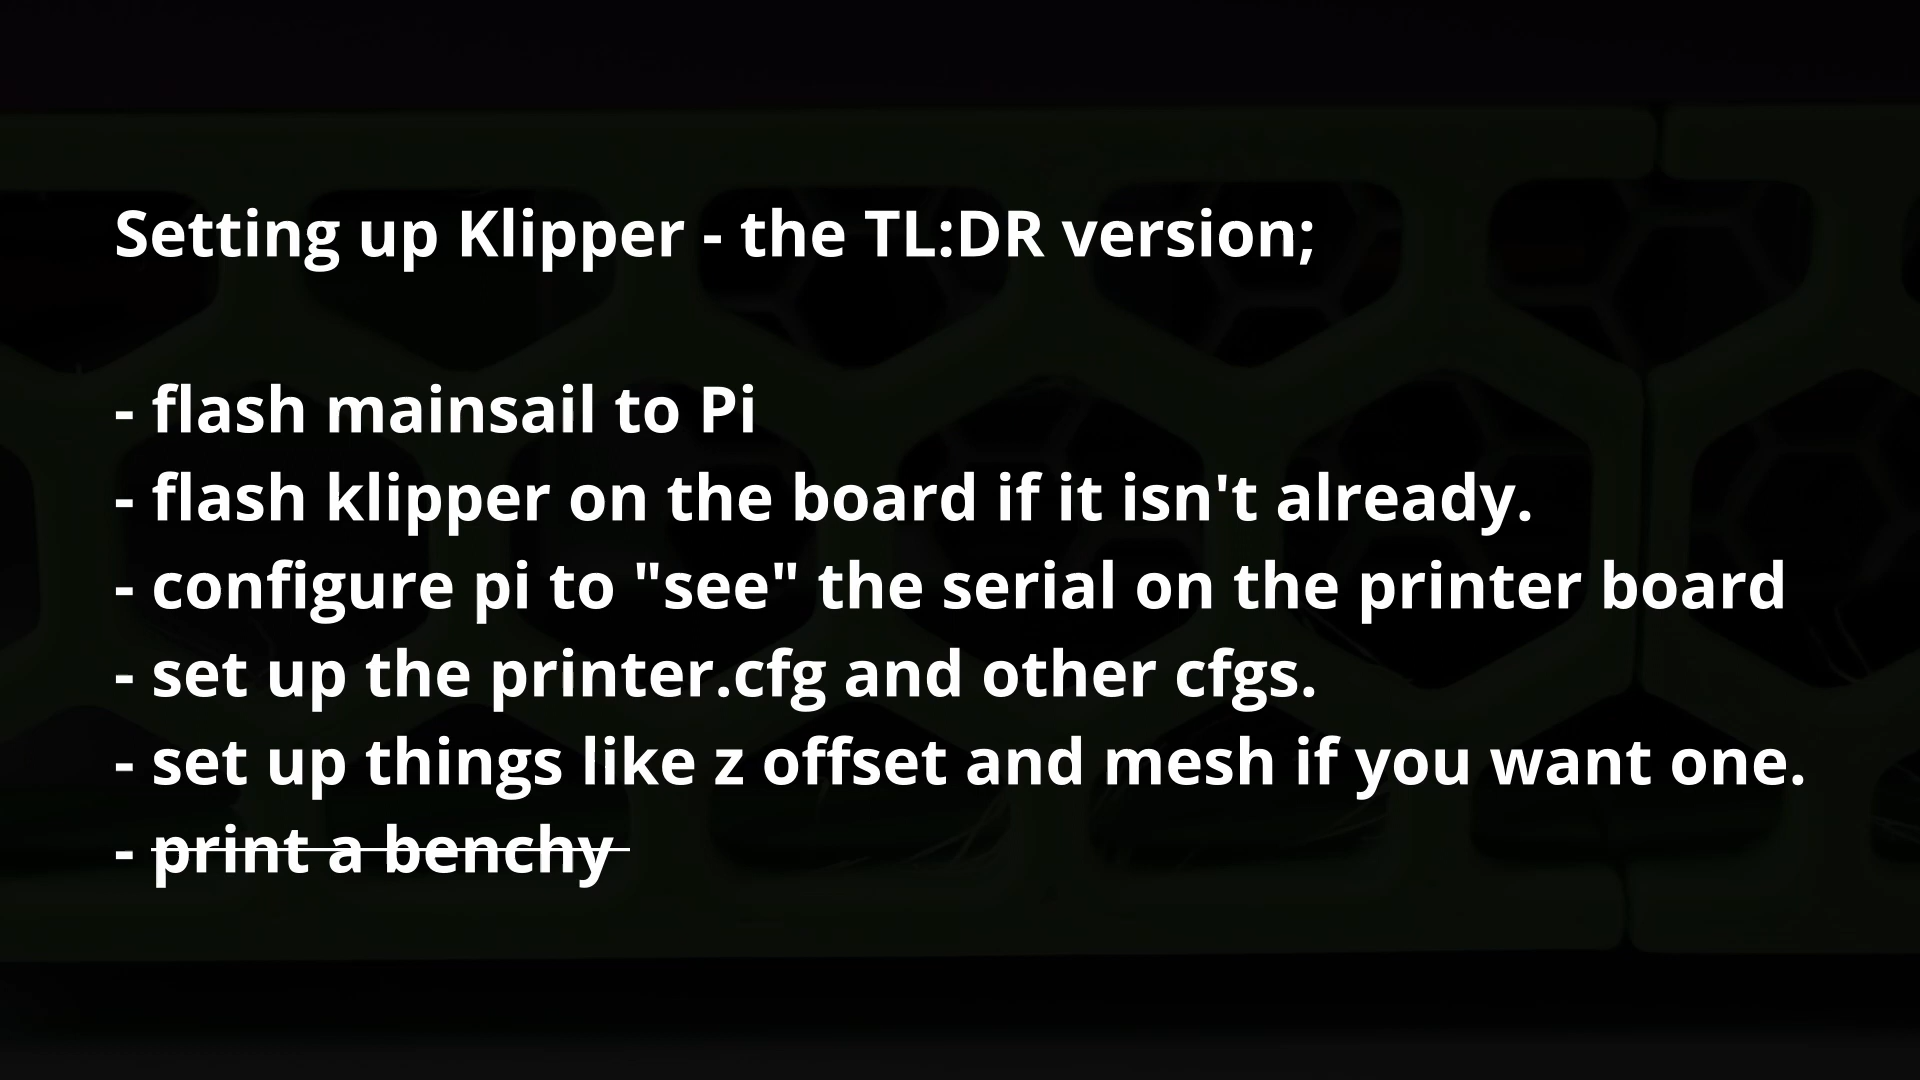 Setting up Klipper - the TL:DR version;
- flash mainsail to Pi
- flash klipper on the board if it isn't already.
- configure pi to "see" the serial on the printer board
- set up the printer.cfg and other cfgs.
- set up things like z offset and mesh if you want one.
- print a benchy